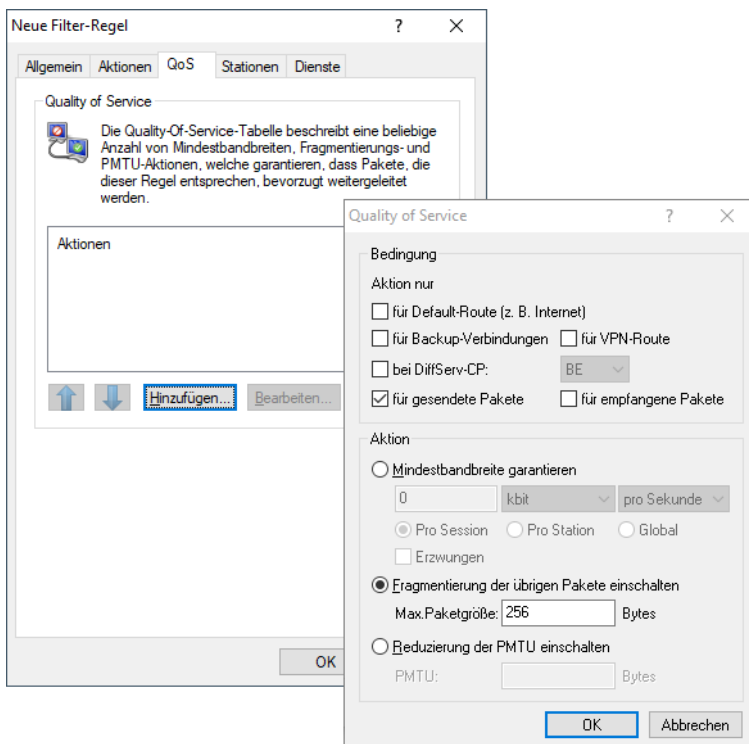 Neue Filter-Regel ?
Allgemein Aktionen QoS Stationen Dienste
Quality of Service
Die Quality-Of-Service-Tabelle beschreibt eine beliebige
Anzahl von Mindestbandbreiten, Fragmentierungs- und
PMTU-Aktionen, welche garantieren, dass Pakete, die
dieser Regel entsprechen, bevorzugt weitergeleitet
werden.
Aktionen
Hinzufügen... Bearbeiten...
OK
Quality of Service ?
Bedingung
Aktion nur
für Default-Route (z. B. Internet)
für Backup-Verbindungen für VPN-Route
bei DiffServ-CP: BE
für gesendete Pakete für empfangene Pakete
Aktion
Mindestbandbreite garantieren
0 kbit pro Sekunde
Pro Session Pro Station Global
Erzwungen
Fragmentierung der übrigen Pakete einschalten
Max.Paketgröße: 256 Bytes
Reduzierung der PMTU einschalten
PMTU: Bytes
OK Abbrechen